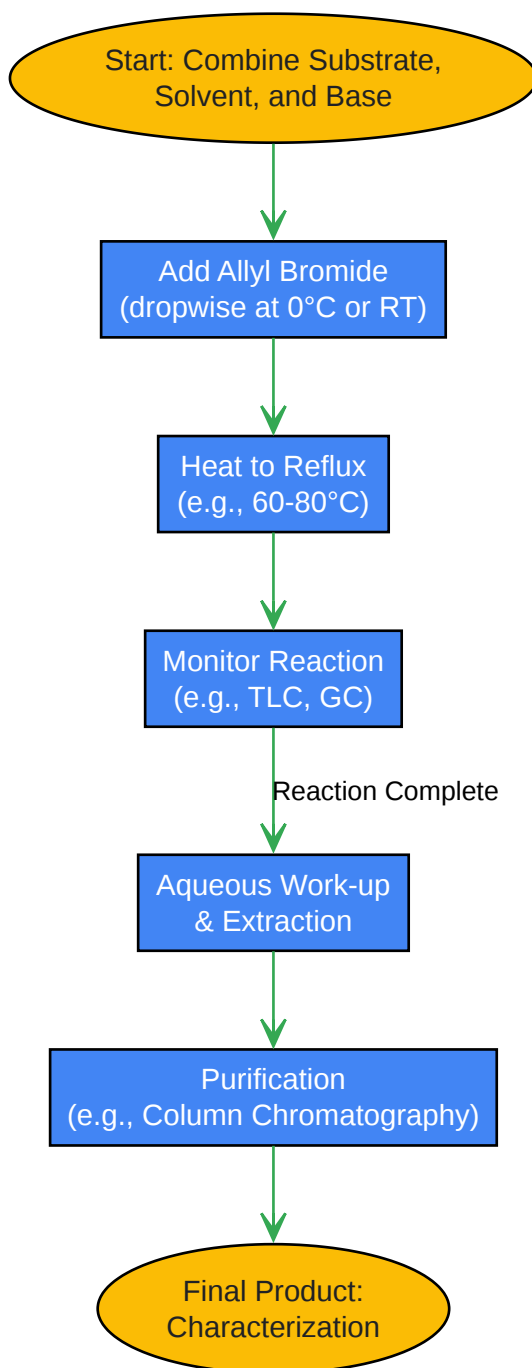 Start: Combine Substrate,
Solvent, and Base
Add Allyl Bromide
(dropwise at 0°C or RT)
Heat to Reflux
(e.g., 60-80°C)
Monitor Reaction
(e.g., TLC, GC)
Reaction Complete
Aqueous Work-up
& Extraction
Purification
(e.g., Column Chromatography)
Final Product:
Characterization